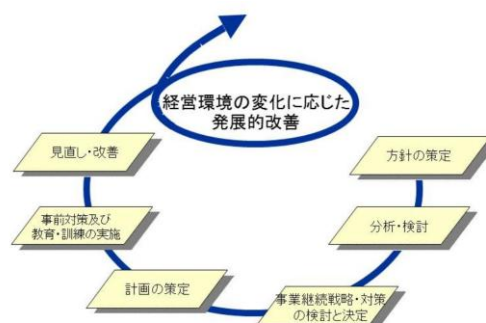 経営環境の変化に応じた
発展的改善
方針の策定
分析・検討
事業継続戦略・対策
の検討と決定
計画の策定
事前対策及び
教育・訓練の実施
見直し・改善